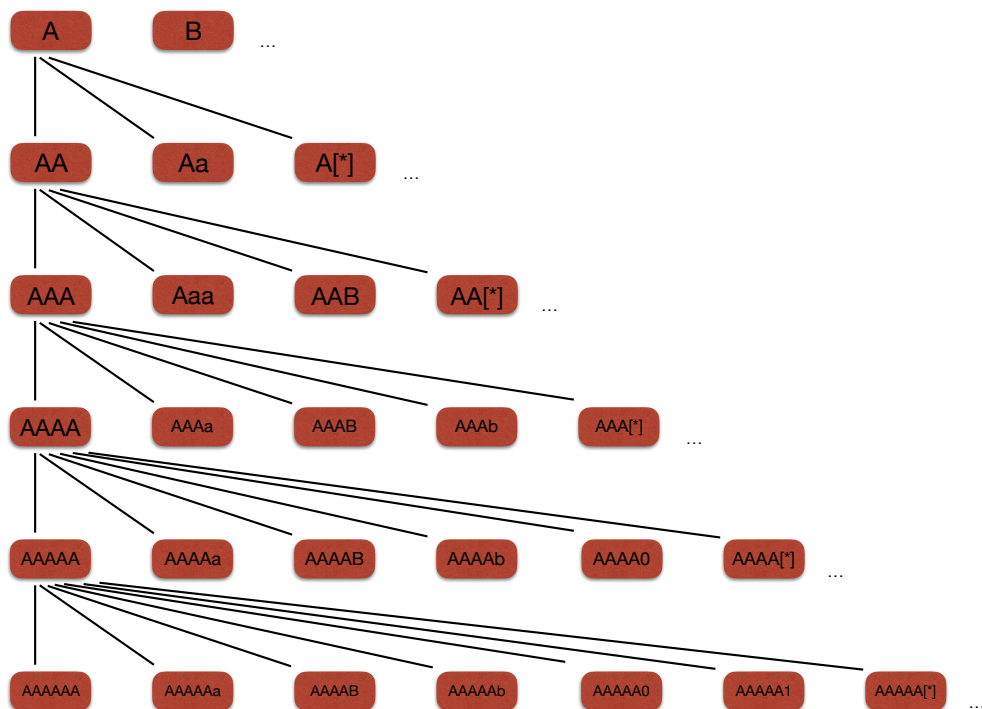 A B ...
AA Aa A[*] ...
AAA Aaa AAB AA[*] ...
AAAA AAAa AAAB AAAb AAA[*] ...
AAAAA AAAAa AAAAB AAAAb AAAA0 AAAA[*] ...
AAAAAA AAAAAa AAAAB AAAAAb AAAAA0 AAAAA1 AAAAA[*] ...